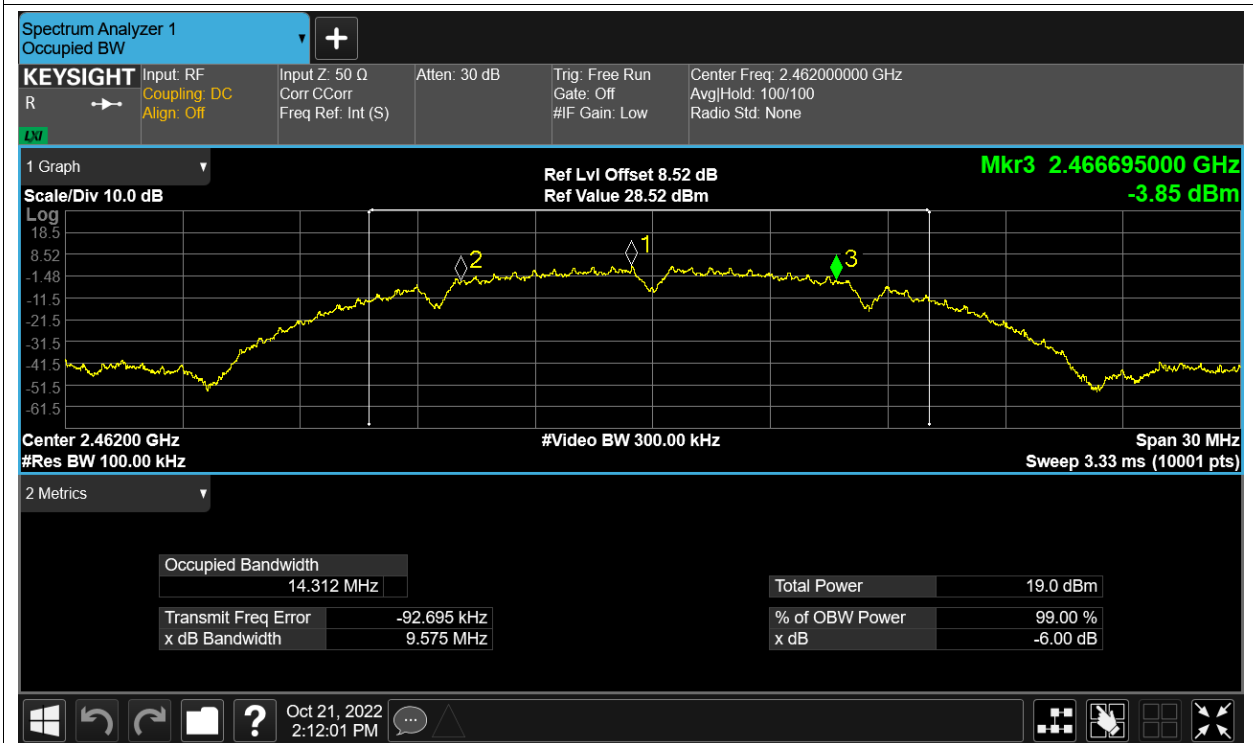 Spectrum Analyzer 1
Occupied BW
KEYSIGHT
R
LXI
Input: RF
Coupling: DC
Align: Off
Input Z: 50 Ω
Corr CCorr
Freq Ref: Int (S)
Atten: 30 dB
Trig: Free Run
Gate: Off
#IF Gain: Low
Center Freq: 2.462000000 GHz
Avg|Hold: 100/100
Radio Std: None
1 Graph
Scale/Div 10.0 dB
Ref Lvl Offset 8.52 dB
Ref Value 28.52 dBm
Mkr3 2.466695000 GHz
-3.85 dBm
Log
18.5
8.52
-1.48
-11.5
-21.5
-31.5
-41.5
-51.5
-61.5
2
1
3
Center 2.46200 GHz
#Res BW 100.00 kHz
#Video BW 300.00 kHz
Span 30 MHz
Sweep 3.33 ms (10001 pts)
2 Metrics
Occupied Bandwidth
14.312 MHz
Transmit Freq Error -92.695 kHz
x dB Bandwidth 9.575 MHz
Total Power 19.0 dBm
% of OBW Power 99.00 %
x dB -6.00 dB
?
Oct 21, 2022
2:12:01 PM